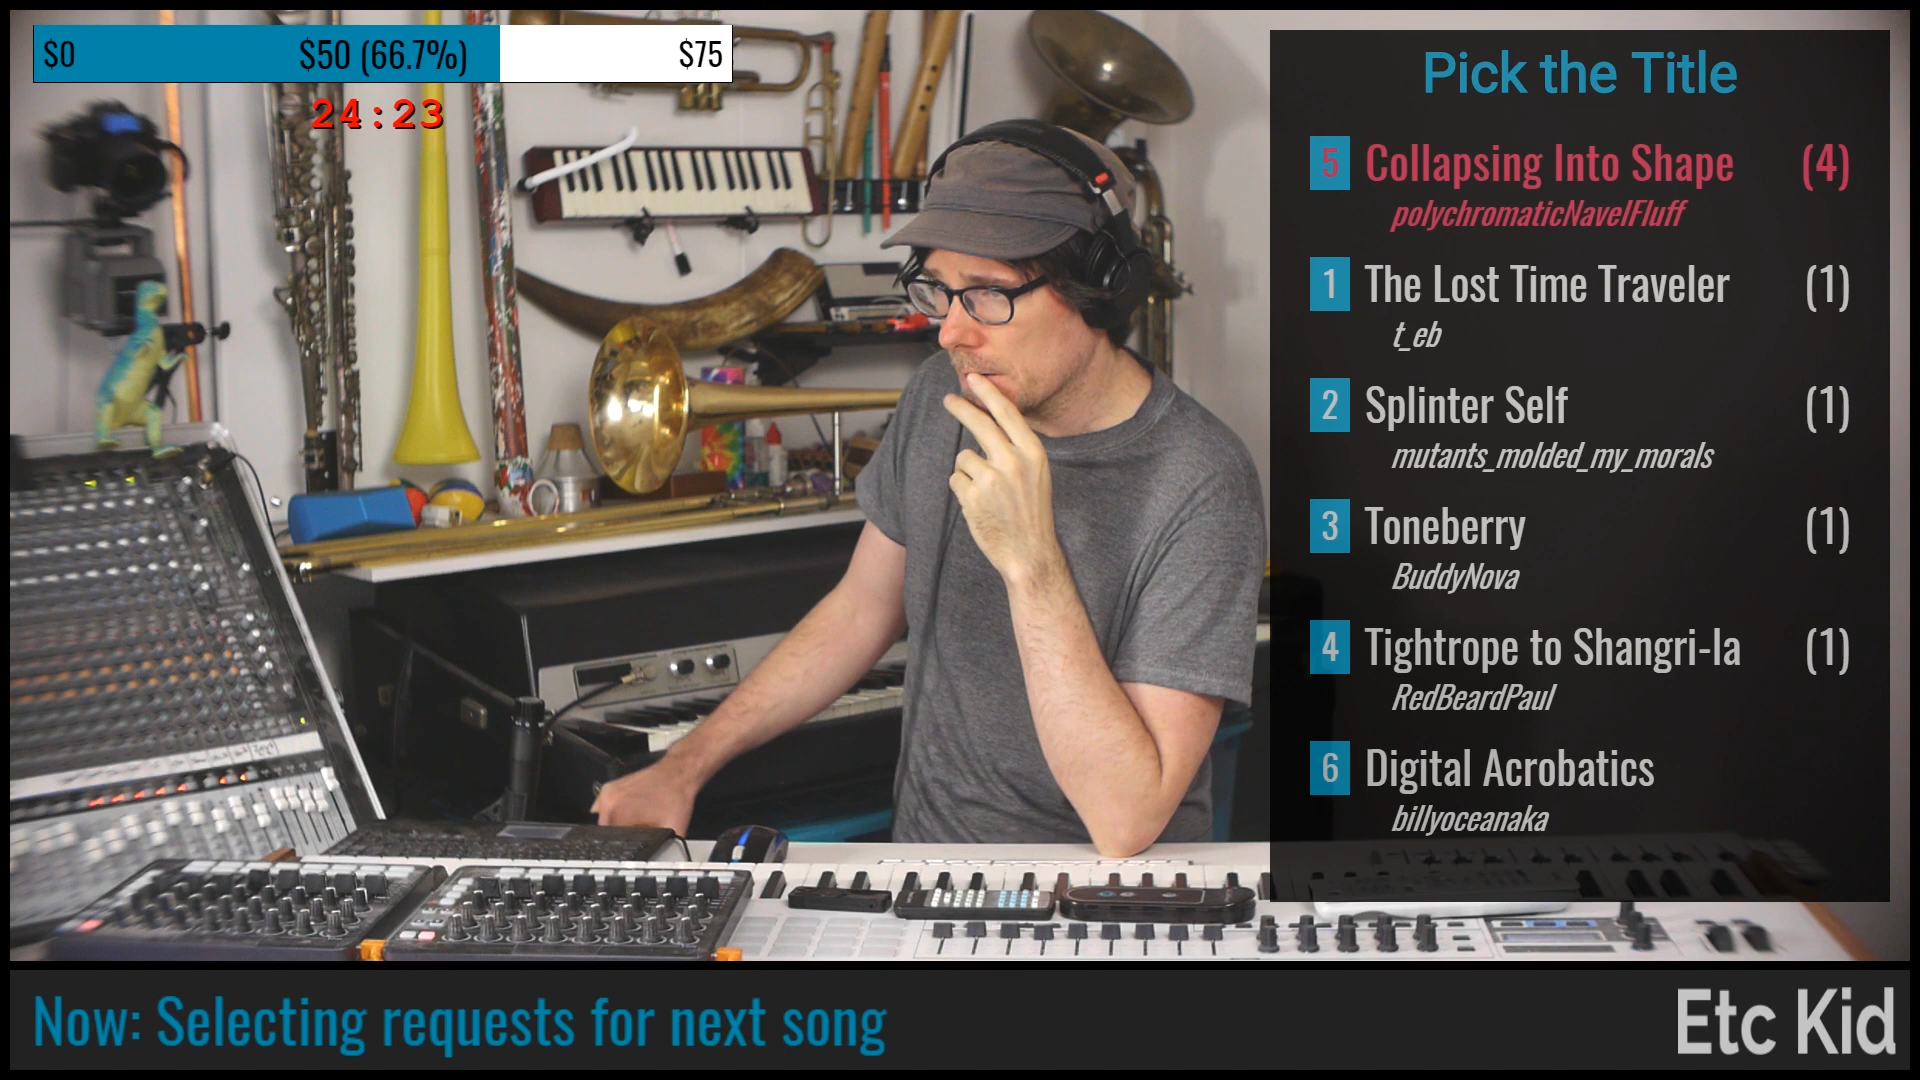 $0 $50 (66.7%) $75
24:23
Pick the Title
5 Collapsing Into Shape (4)
polychromaticNavelFluff
1 The Lost Time Traveler (1)
t_eb
2 Splinter Self (1)
mutants_molded_my_morals
3 Toneberry (1)
BuddyNova
4 Tightrope to Shangri-la (1)
RedBeardPaul
6 Digital Acrobatics
billyoceanaka
Now: Selecting requests for next song
Etc Kid